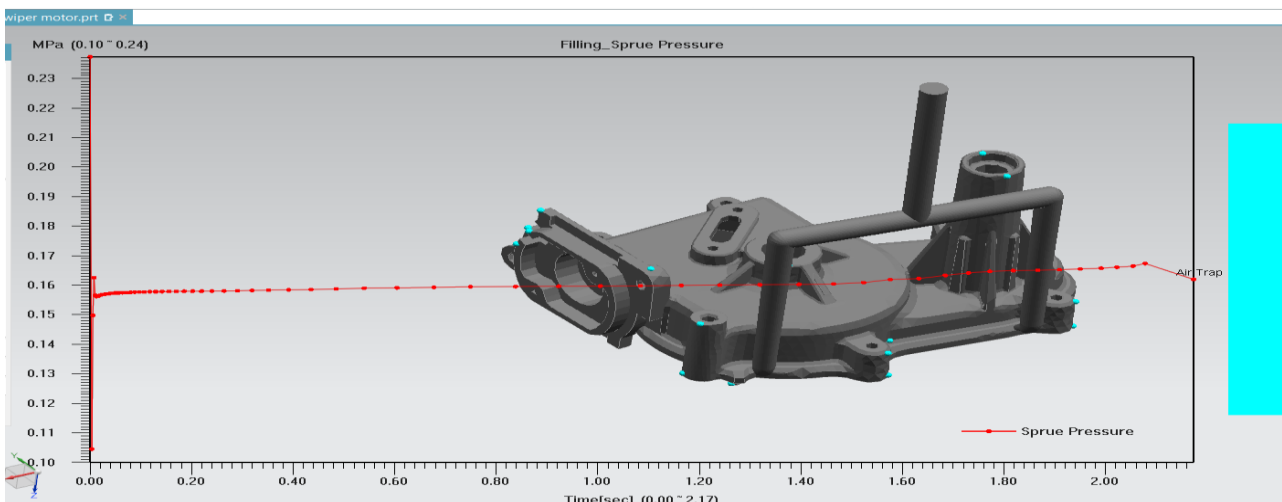 wiper motor.prt
MPa (0.10~0.24)
Filling_Sprue Pressure
0.23
0.22
0.21
0.20
0.19
0.18
0.17
0.16
0.15
0.14
0.13
0.12
0.11
0.10
Air Trap
Sprue Pressure
0.00 0.20 0.40 0.60 0.80 1.00 1.20 1.40 1.60 1.80 2.00
Time[sec] (0.00~2.17)
Y
Z